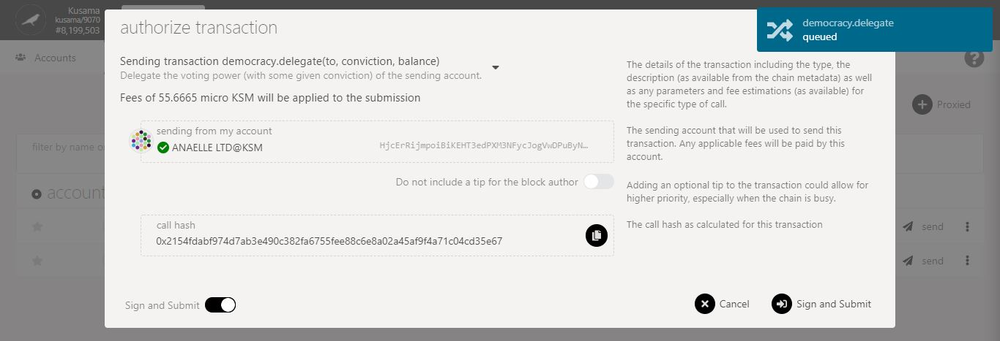 Kusama
kusama/9070
#8,199,503
authorize transaction
democracy.delegate
queued
Accounts
Sending transaction democracy.delegate(to, conviction, balance)
Delegate the voting power (with some given conviction) of the sending account.
The details of the transaction including the type, the
description (as available from the chain metadata) as well
as any parameters and fee estimations (as available) for
the specific type of call.
Fees of 55.6665 micro KSM will be applied to the submission
Proxied
sending from my account
ANAELLE LTD@KSM
HjcErRijmpoiBiKEHT3edPXM3NFycJogVwDPuByN…
The sending account that will be used to send this
transaction. Any applicable fees will be paid by this
account.
filter by name or
Do not include a tip for the block author
Adding an optional tip to the transaction could allow for
higher priority, especially when the chain is busy.
account
call hash
0x2154fdabf974d7ab3e490c382fa6755fee88c6e8a02a45af9f4a71c04cd35e67
The call hash as calculated for this transaction
send
send
Sign and Submit
Cancel
Sign and Submit